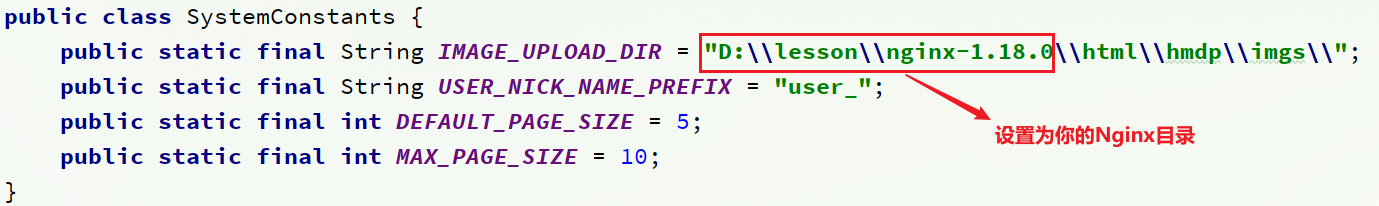 public class SystemConstants {
    public static final String IMAGE_UPLOAD_DIR = "D:\\lesson\\nginx-1.18.0\\html\\hmdp\\imgs\\";
    public static final String USER_NICK_NAME_PREFIX = "user_";
    public static final int DEFAULT_PAGE_SIZE = 5;
设置为你的Nginx目录
    public static final int MAX_PAGE_SIZE = 10;
}